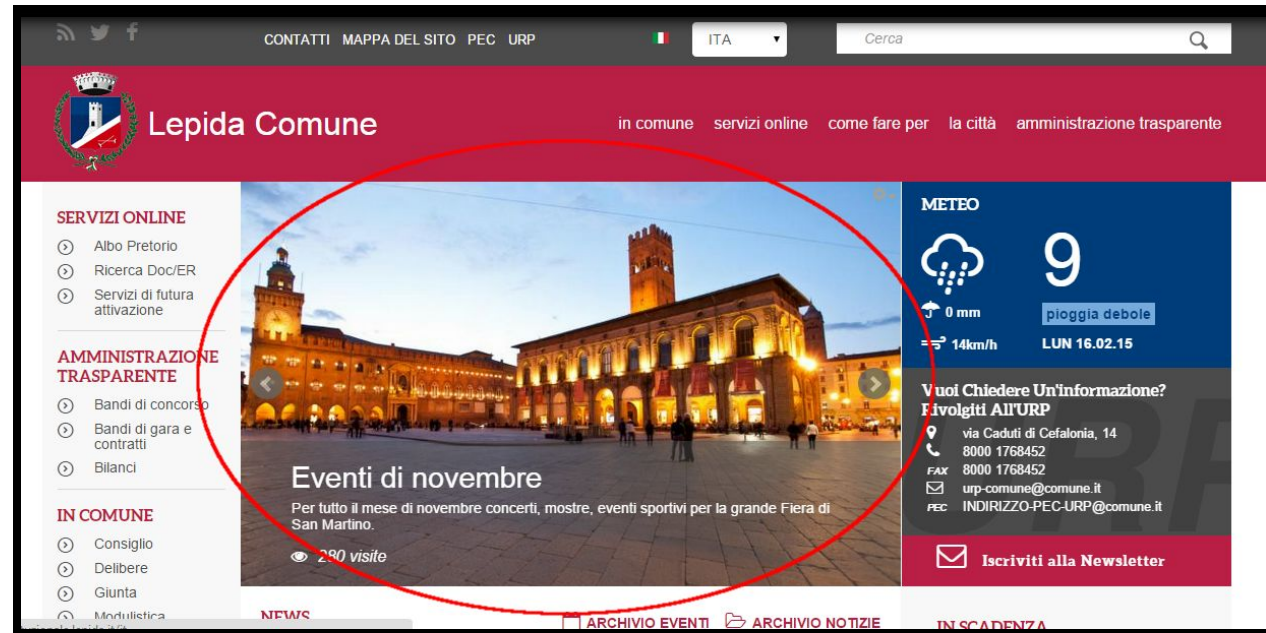 CONTATTI MAPPA DEL SITO PEC URP
ITA
Cerca
Lepida Comune
in comune servizi online come fare per la città amministrazione trasparente
SERVIZI ONLINE
Albo Pretorio
Ricerca Doc/ER
Servizi di futura
attivazione
AMMINISTRAZIONE
TRASPARENTE
Bandi di concorso
Bandi di gara e
contratti
Bilanci
IN COMUNE
Consiglio
Delibere
Giunta
Modulistica
Eventi di novembre
Per tutto il mese di novembre concerti, mostre, eventi sportivi per la grande Fiera di
San Martino.
280 visite
NEWS
ARCHIVIO EVENTI ARCHIVIO NOTIZIE
METEO
9
0 mm
pioggia debole
14km/h
LUN 16.02.15
Vuoi Chiedere Un'informazione?
Rivolgiti All'URP
via Caduti di Cefalonia, 14
8000 1768452
FAX 8000 1768452
urp-comune@comune.it
PEC INDIRIZZO-PEC-URP@comune.it
URP
Iscriviti alla Newsletter
IN SCADENZA